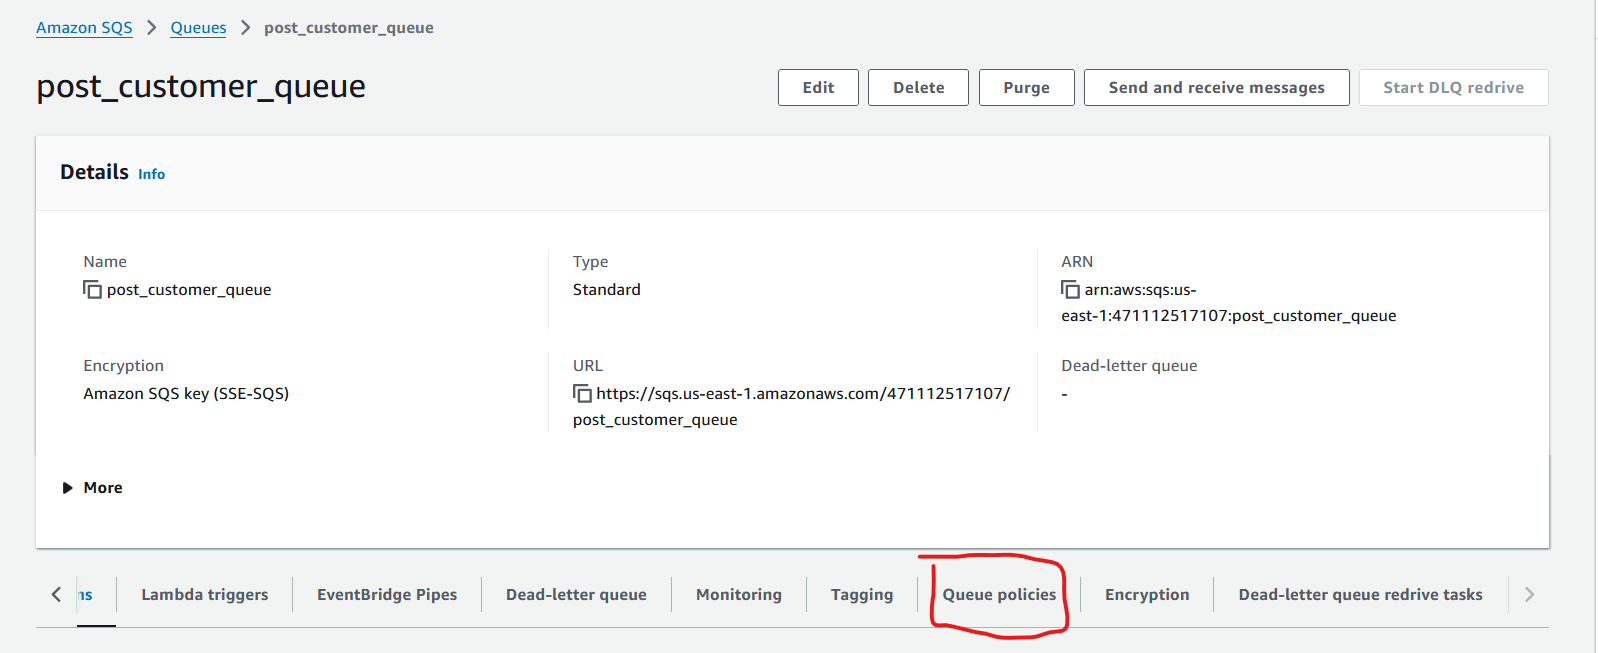 Amazon SQS > Queues > post_customer_queue
post_customer_queue
Edit Delete Purge Send and receive messages Start DLQ redrive
Details Info
Name Type ARN
post_customer_queue Standard arn:aws:sqs:us-
east-1:471112517107:post_customer_queue
Encryption URL Dead-letter queue
Amazon SQS key (SSE-SQS) https://sqs.us-east-1.amazonaws.com/471112517107/ -
post_customer_queue
More
ns Lambda triggers EventBridge Pipes Dead-letter queue Monitoring Tagging Queue policies Encryption Dead-letter queue redrive tasks